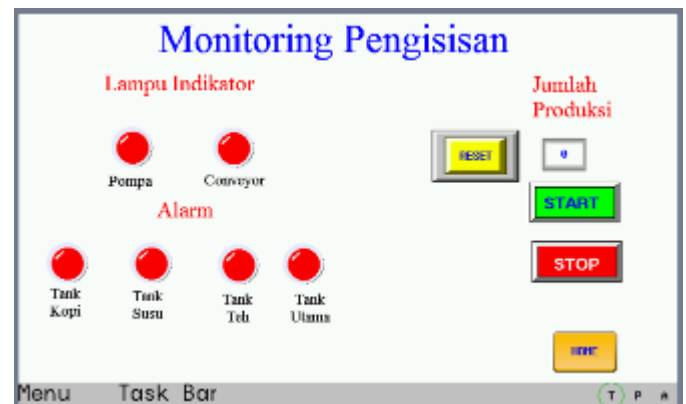 Monitoring Pengisisan
Lampu Indikator
Jumlah
Produksi
RESET
0
Pompa
Conveyor
START
Alarm
STOP
Tank
Kopi
Tank
Susu
Tank
Teh
Tank
Utama
HOME
Menu Task Bar
T P A